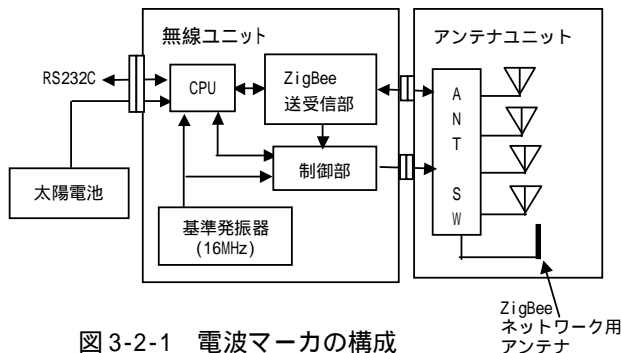 無線ユニット
アンテナユニット
RS232C
CPU
ZigBee
送受信部
制御部
太陽電池
基準発振器
(16MHz)
ANT SW
ZigBee
ネットワーク用
アンテナ
図3-2-1 電波マーカの構成